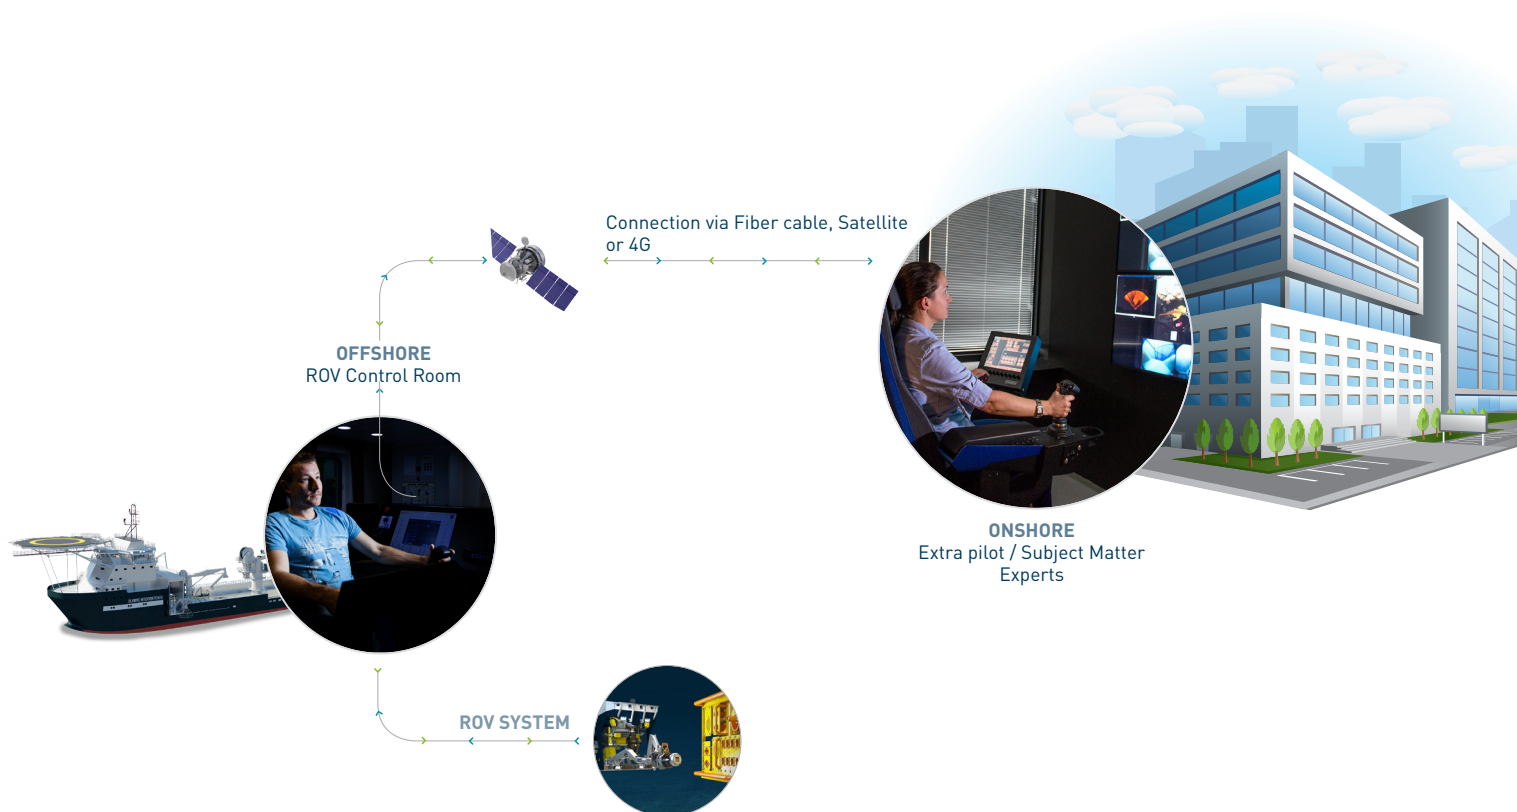 Connection via Fiber cable, Satellite
or 4G
OFFSHORE
ROV Control Room
ONSHORE
Extra pilot / Subject Matter
Experts
ROV SYSTEM